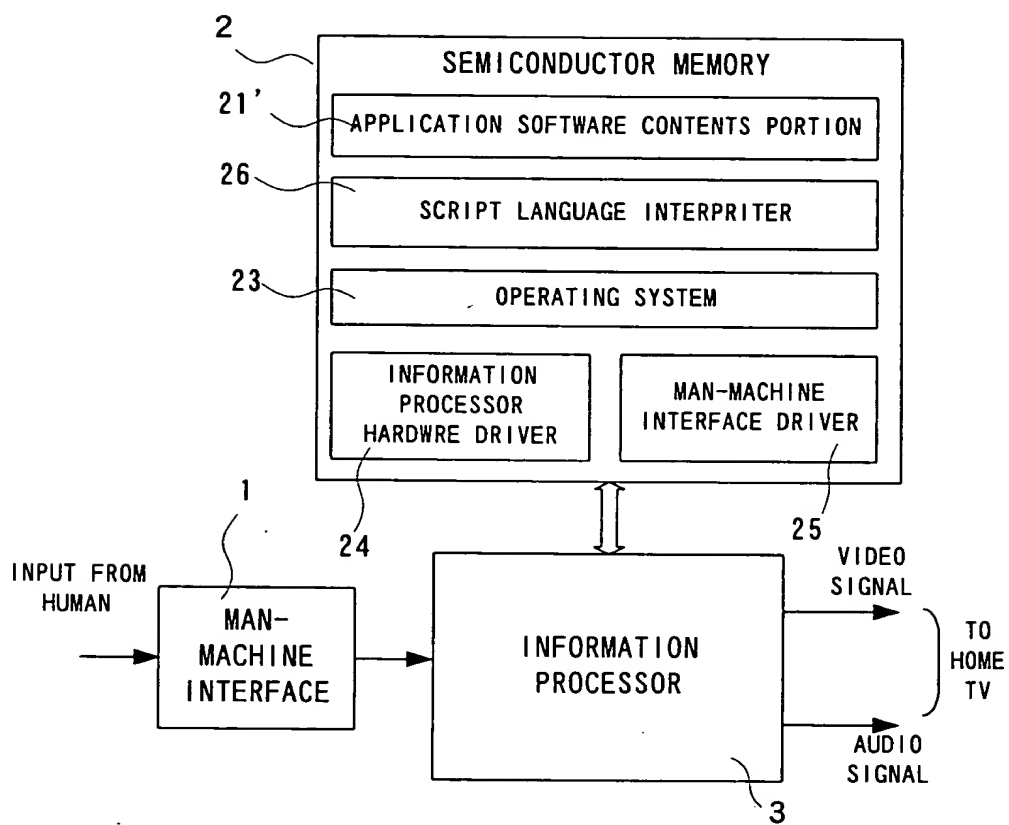 2
SEMICONDUCTOR MEMORY
21'
APPLICATION SOFTWARE CONTENTS PORTION
26
SCRIPT LANGUAGE INTERPRITER
23
OPERATING SYSTEM
INFORMATION
PROCESSOR
HARDWRE DRIVER
MAN-MACHINE
INTERFACE DRIVER
1
24
25
INPUT FROM
HUMAN
MAN-
MACHINE
INTERFACE
INFORMATION
PROCESSOR
VIDEO
SIGNAL
TO
HOME
TV
AUDIO
SIGNAL
3